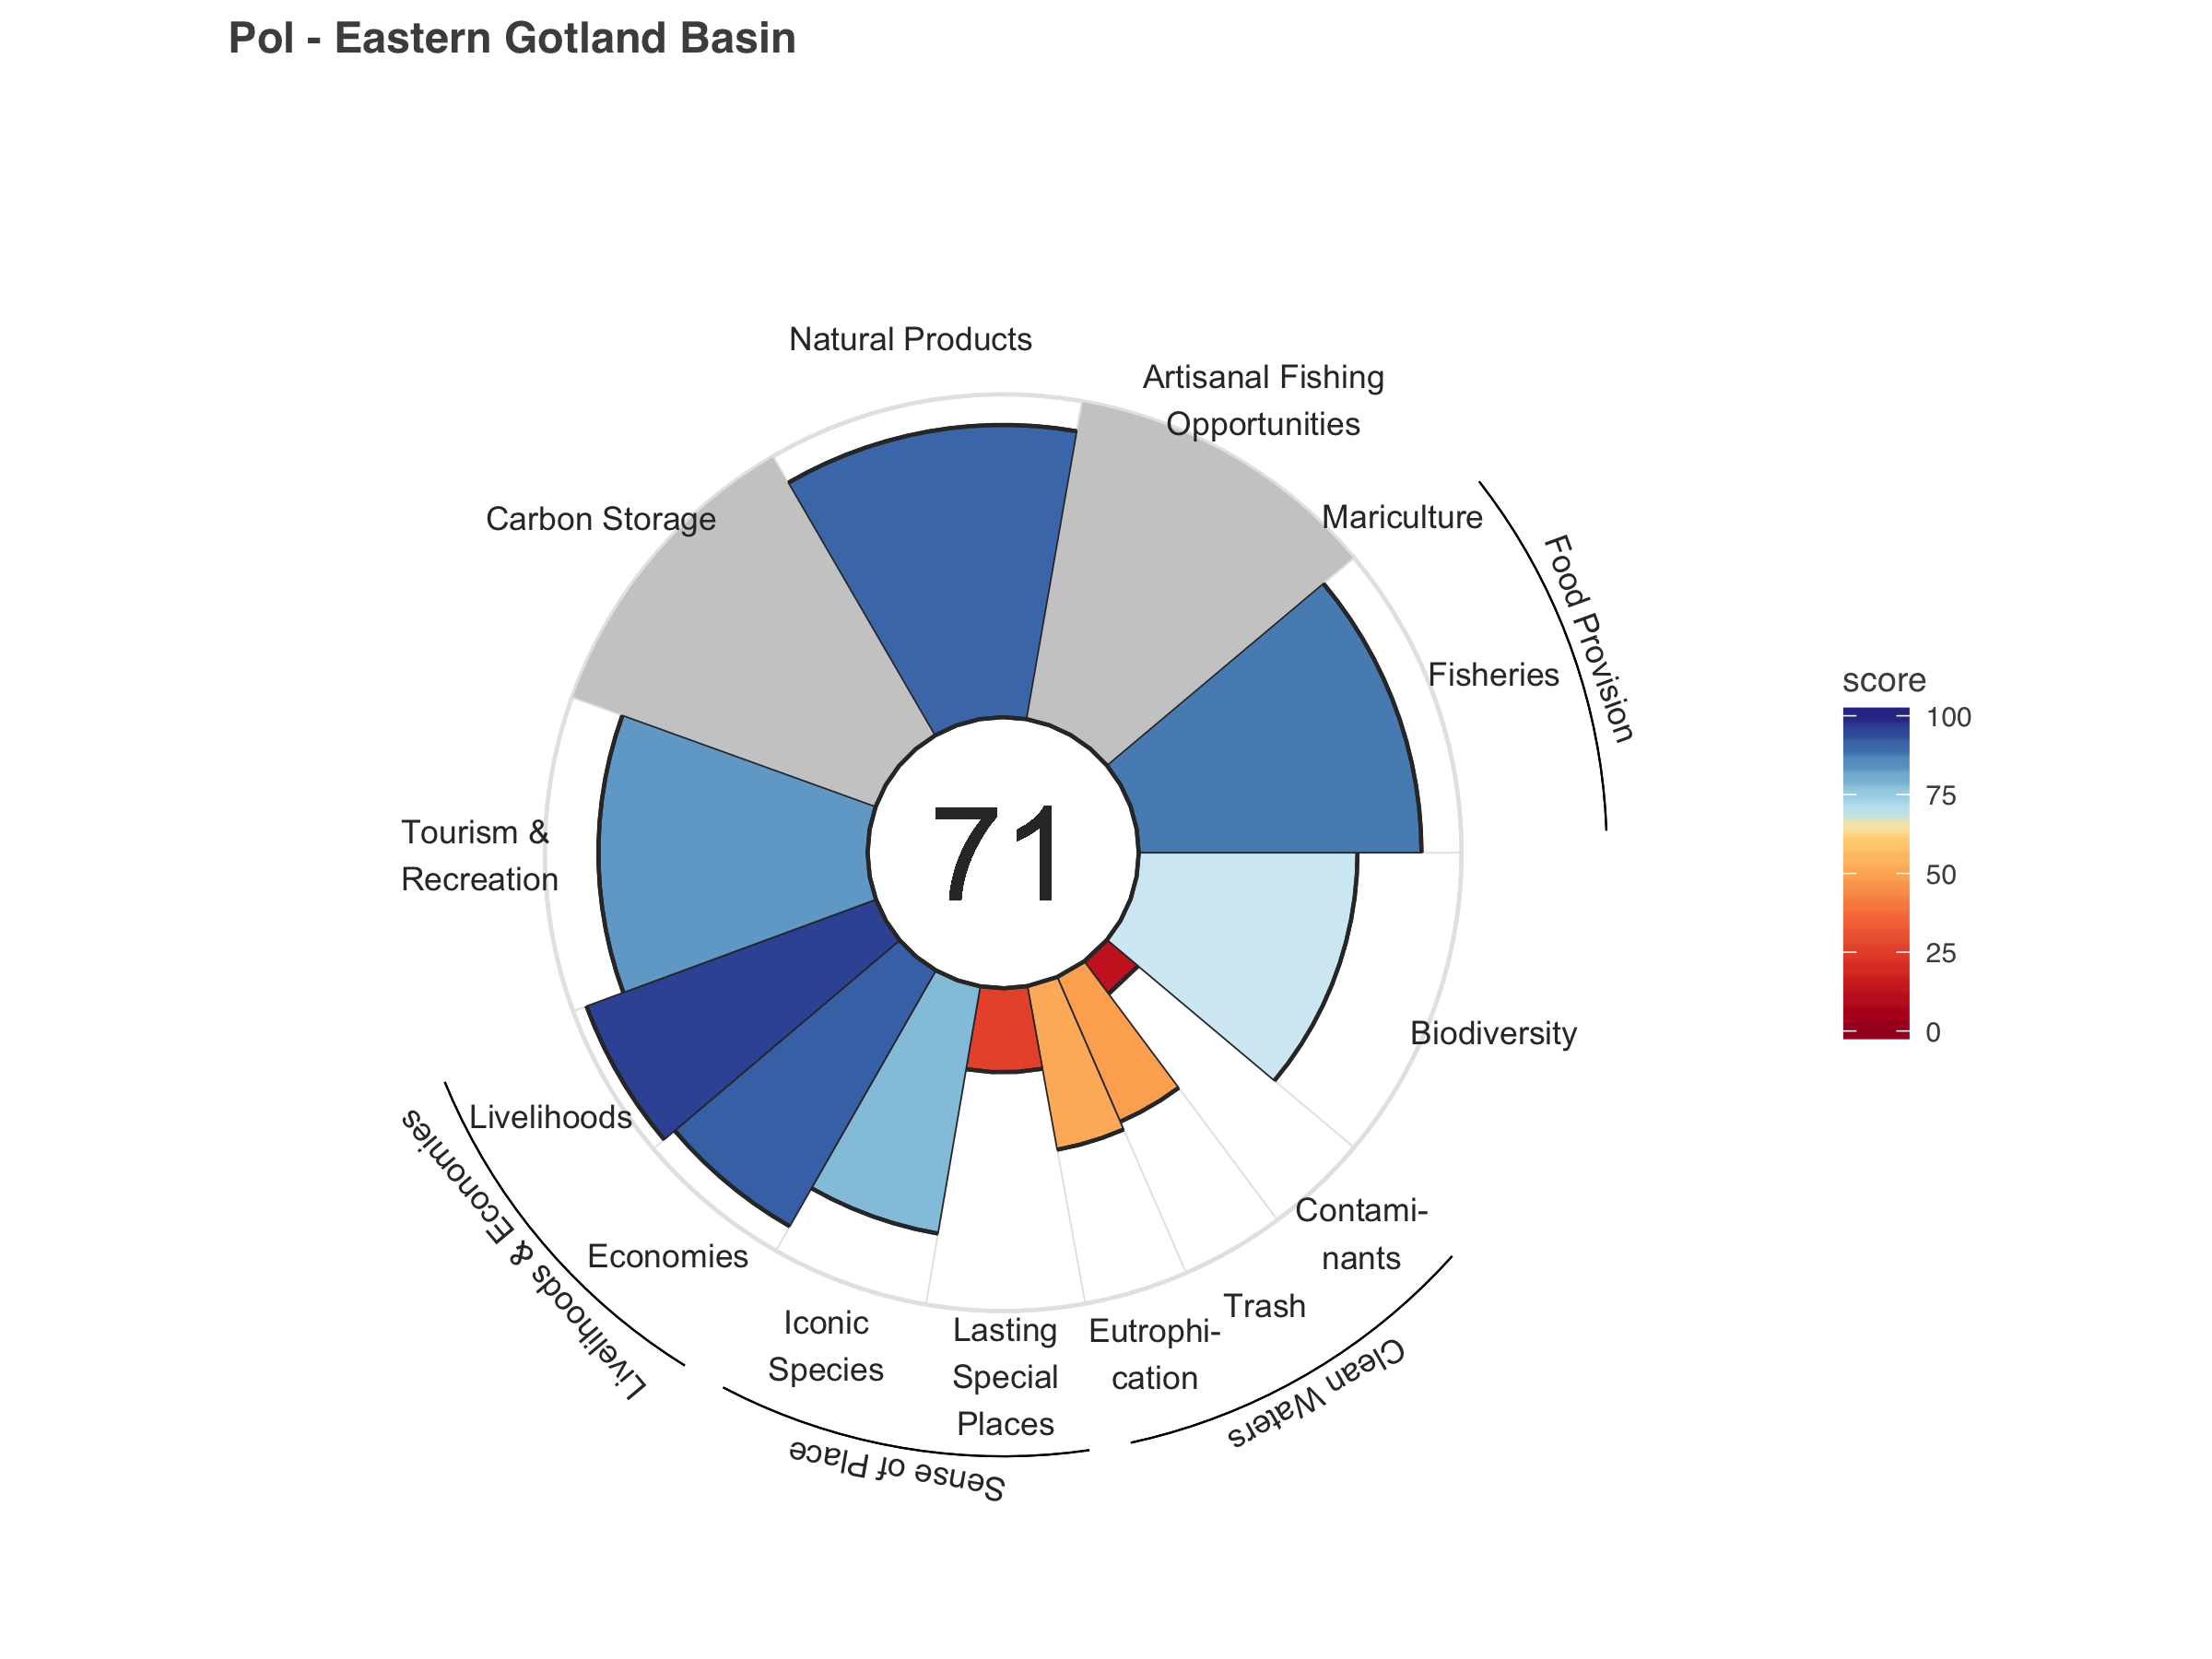 Pol - Eastern Gotland Basin
Natural Products
Artisanal Fishing
Opportunities
Carbon Storage
Mariculture
Food Provision
Fisheries
score
100
75
50
25
0
71
Tourism &
Recreation
Biodiversity
Livelihoods
Livelihoods & Economies
Economies
Contami-
nants
Trash
Iconic
Species
Lasting
Special
Places
Eutrophi-
cation
Clean Waters
Sense of Place